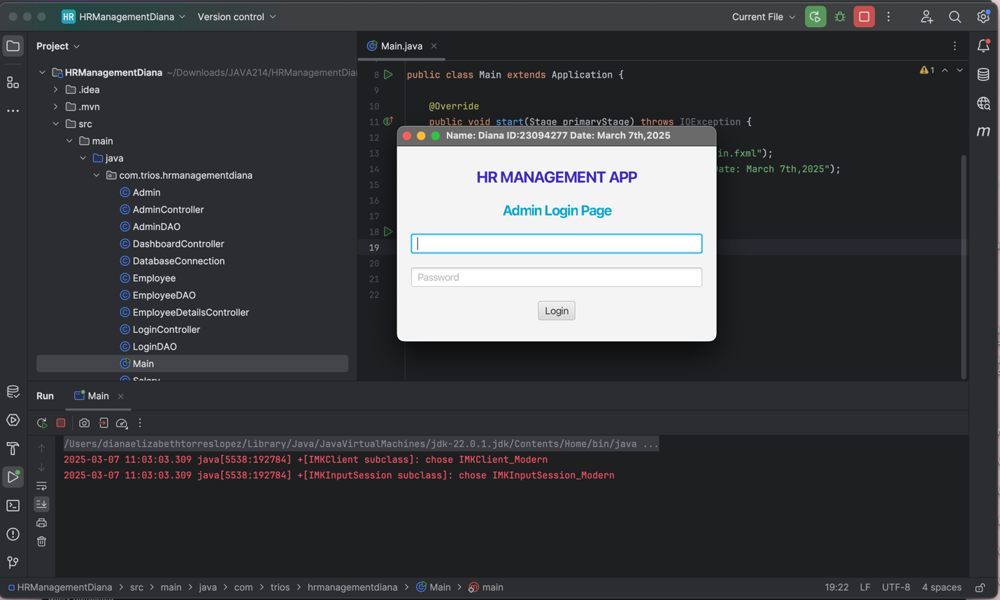 HR HRManagementDiana Version control Current File
Project
Main.java
HRManagementDiana ~/Downloads/JAVA214/HRManagementDia
.idea
.mvn
src
main
java
com.trios.hrmanagementdiana
Admin
AdminController
AdminDAO
DashboardController
DatabaseConnection
Employee
EmployeeDAO
EmployeeDetailsController
LoginController
LoginDAO
Main
Salary
8 public class Main extends Application {
1
9
10 @Override
11 public void start(Stage primaryStage) throws IOException {
12
13 in.fxml");
14 Date: March 7th,2025");
15
16
17
18
19
20
21
22
Name: Diana ID:23094277 Date: March 7th,2025
HR MANAGEMENT APP
Admin Login Page
Password
Login
m
Run Main
/Users/dianaelizabethtorreslopez/Library/Java/JavaVirtualMachines/jdk-22.0.1.jdk/Contents/Home/bin/java ...
2025-03-07 11:03:03.309 java[5538:192784] +[IMKClient subclass]: chose IMKClient_Modern
2025-03-07 11:03:03.309 java[5538:192784] +[IMKInputSession subclass]: chose IMKInputSession_Modern
HRManagementDiana > src > main > java > com > trios > hrmanagementdiana > Main > main 19:22 LF UTF-8 4 spaces